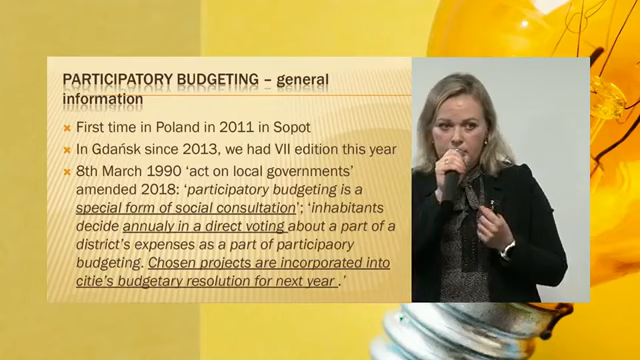 PARTICIPATORY BUDGETING – general
information
First time in Poland in 2011 in Sopot
In Gdańsk since 2013, we had VII edition this year
8th March 1990 'act on local governments'
amended 2018: 'participatory budgeting is a
special form of social consultation'; 'inhabitants
decide annualy in a direct voting about a part of a
district's expenses as a part of participaory
budgeting. Chosen projects are incorporated into
citie's budgetary resolution for next year .'